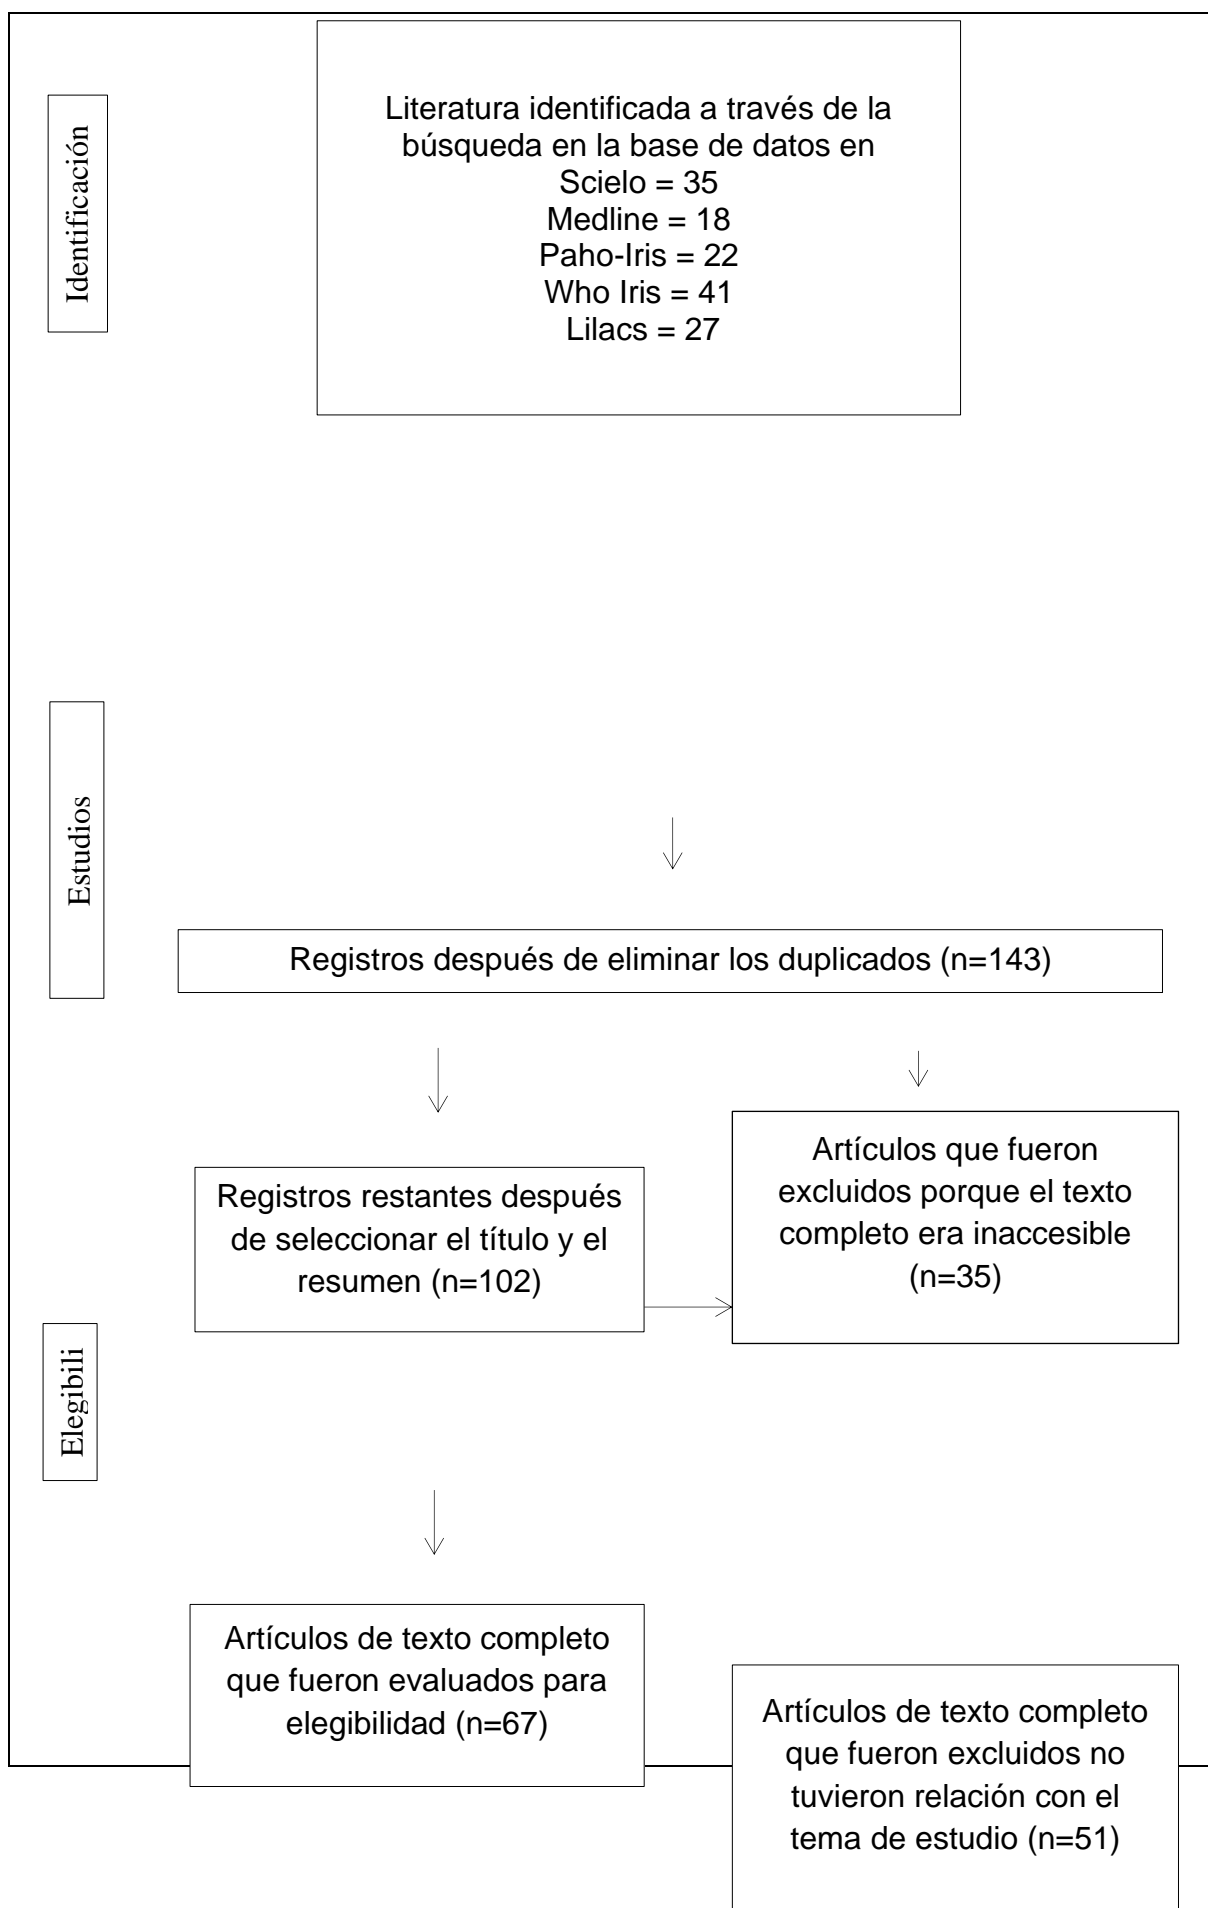 Identificación
Literatura identificada a través de la
búsqueda en la base de datos en
Scielo = 35
Medline = 18
Paho-Iris = 22
Who Iris = 41
Lilacs = 27
Estudios
Registros después de eliminar los duplicados (n=143)
Registros restantes después
de seleccionar el título y el
resumen (n=102)
Artículos que fueron
excluidos porque el texto
completo era inaccesible
(n=35)
Elegibili
Artículos de texto completo
que fueron evaluados para
elegibilidad (n=67)
Artículos de texto completo
que fueron excluidos no
tuvieron relación con el
tema de estudio (n=51)